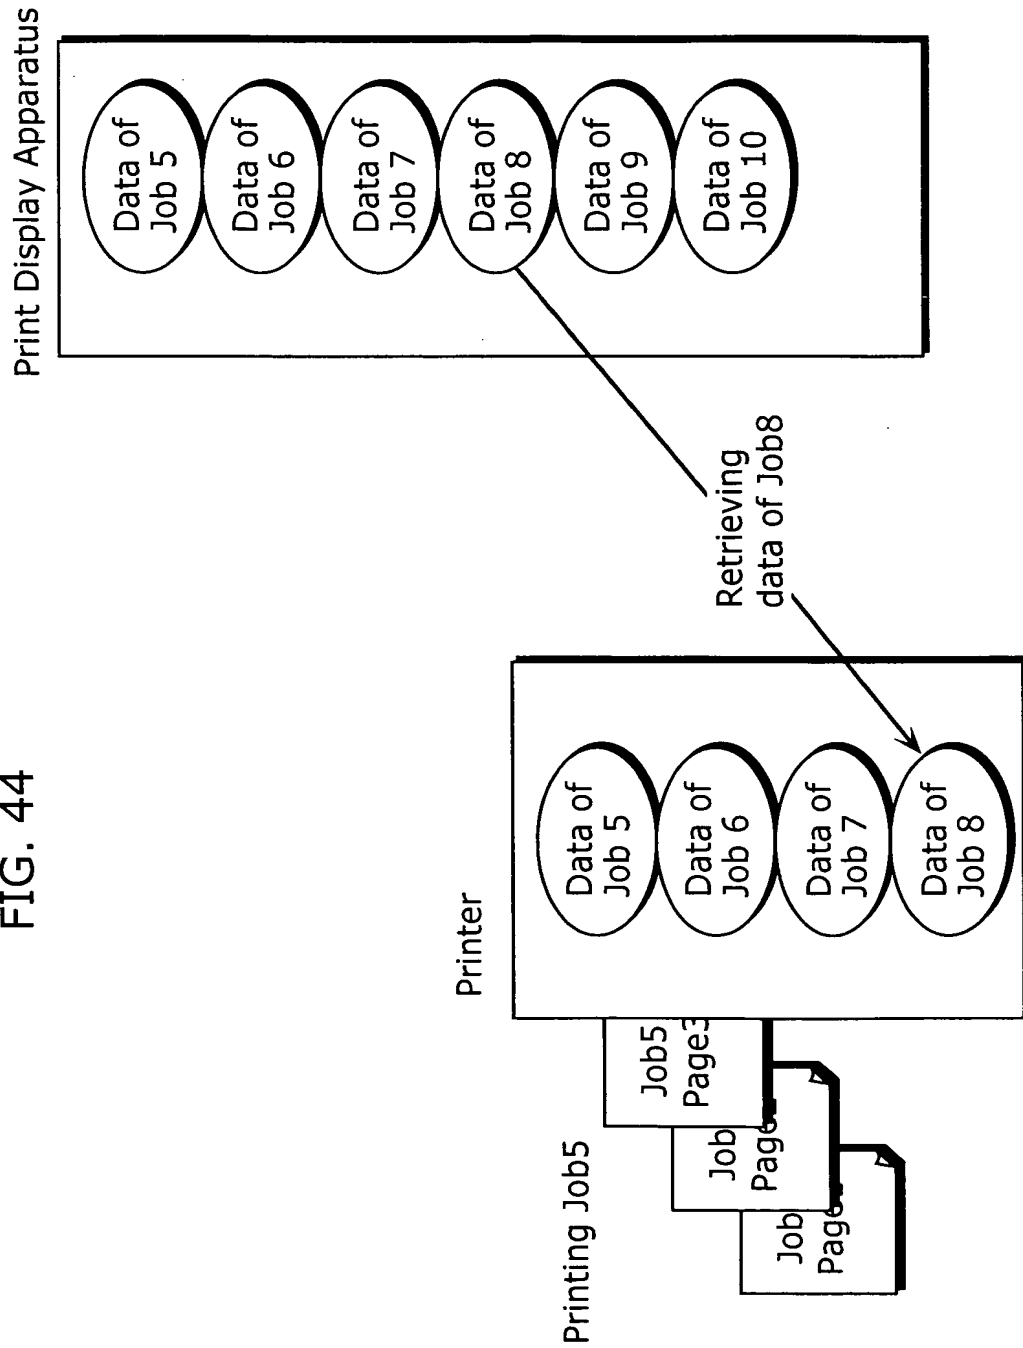 FIG. 44
Printer
Print Display Apparatus
Printing Job5
Job
Page
Job
Page
Job5
Page3
Data of
Job 5
Data of
Job 6
Data of
Job 7
Data of
Job 8
Retrieving
data of Job8
Data of
Job 5
Data of
Job 6
Data of
Job 7
Data of
Job 8
Data of
Job 9
Data of
Job 10